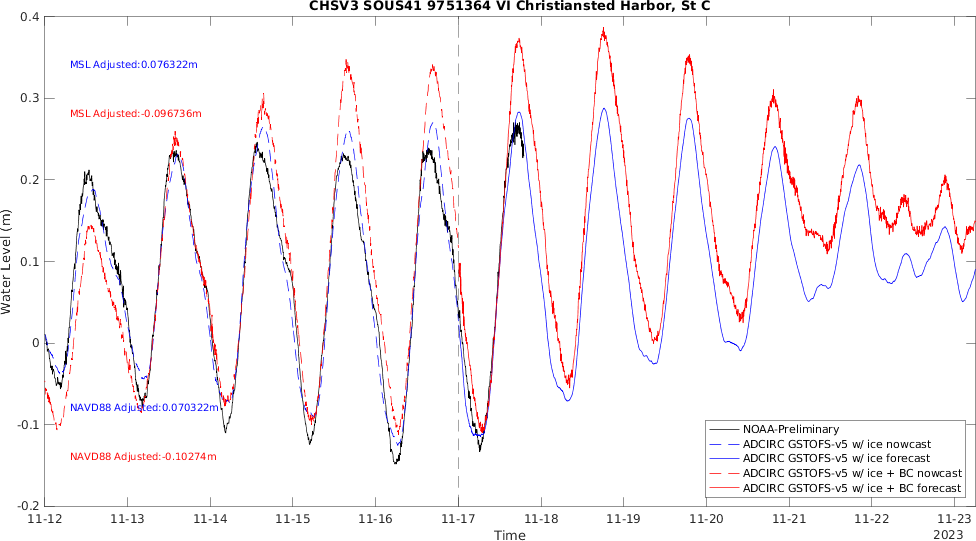 CHSV3 SOUS41 9751364 VI Christiansted Harbor, St C
0.4
0.3
0.2
0.1
0
-0.1
-0.2
Water Level (m)
MSL Adjusted:0.076322m
MSL Adjusted:-0.096736m
NAVD88 Adjusted:0.070322m
NAVD88 Adjusted:-0.10274m
NOAA-Preliminary
ADCIRC GSTOFS-v5 w/ ice nowcast
ADCIRC GSTOFS-v5 w/ ice forecast
ADCIRC GSTOFS-v5 w/ ice + BC nowcast
ADCIRC GSTOFS-v5 w/ ice + BC forecast
11-12 11-13 11-14 11-15 11-16 11-17 11-18 11-19 11-20 11-21 11-22 11-23
Time
2023